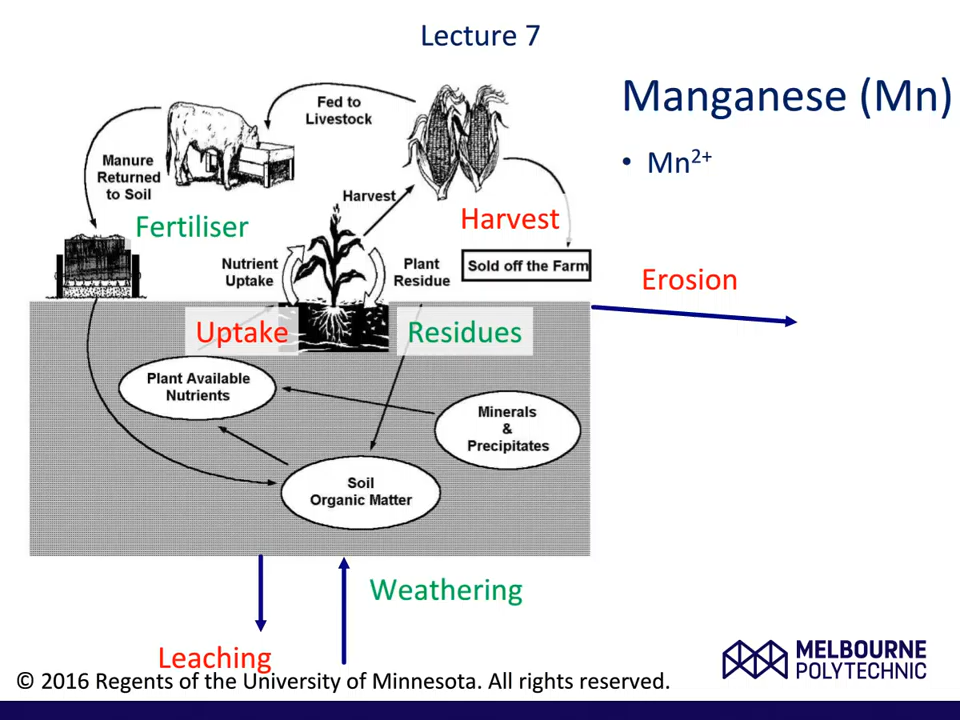 Lecture 7
Manganese (Mn)
• Mn²⁺
Fed to
Livestock
Manure
Returned
to Soil
Harvest
Fertiliser
Harvest
Nutrient
Uptake
Plant
Residue
Sold off the Farm
Erosion
Uptake
Residues
Plant Available
Nutrients
Minerals
&
Precipitates
Soil
Organic Matter
Weathering
Leaching
MELBOURNE
POLYTECHNIC
© 2016 Regents of the University of Minnesota. All rights reserved.